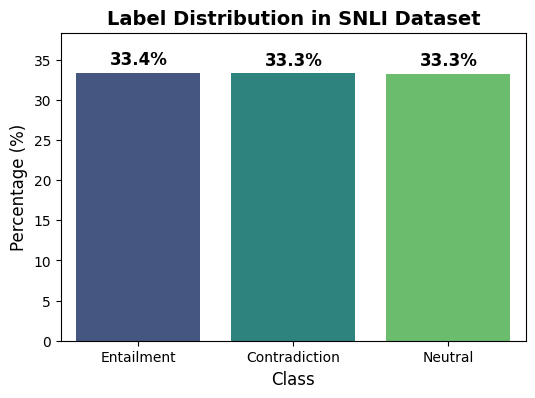 Label Distribution in SNLI Dataset
33.4%
33.3%
33.3%
Percentage (%)
35
30
25
20
15
10
5
0
Entailment
Contradiction
Neutral
Class